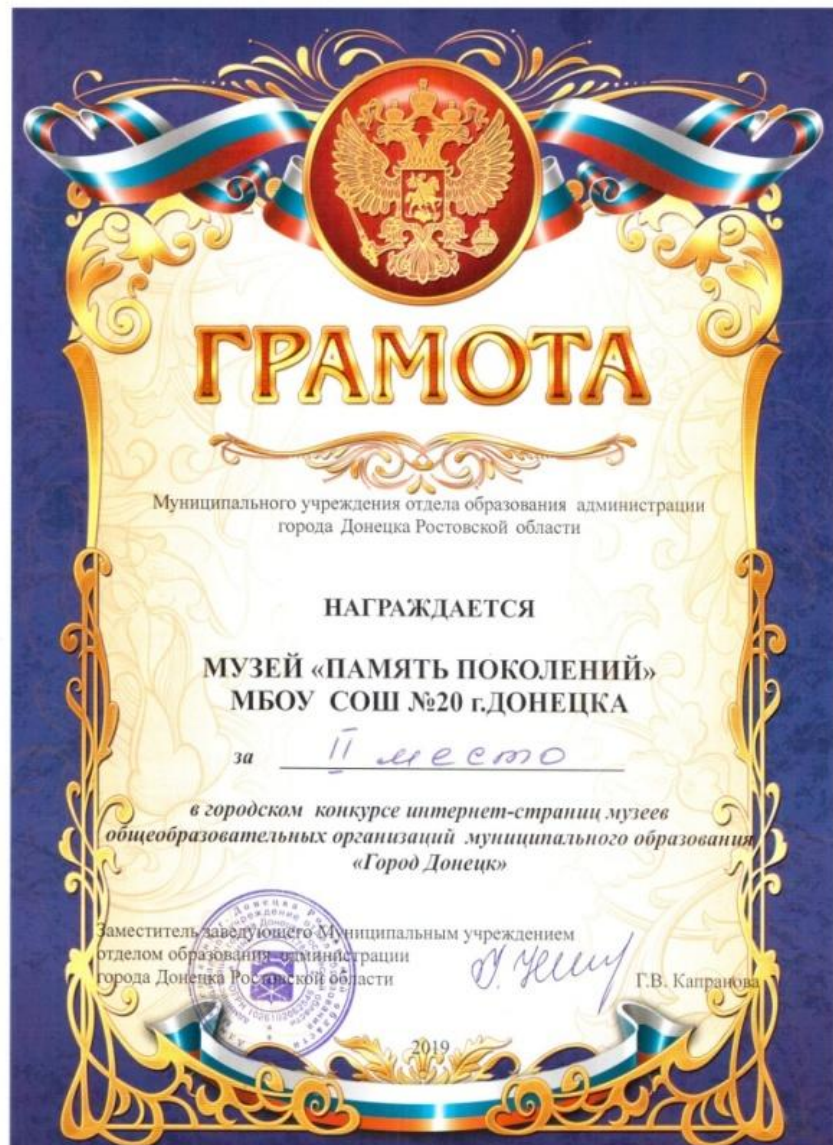 ГРАМОТА
Муниципального учреждения отдела образования администрации
города Донецка Ростовской области
НАГРАЖДАЕТСЯ
МУЗЕЙ «ПАМЯТЬ ПОКОЛЕНИЙ»
МБОУ СОШ №20 г.ДОНЕЦКА
за II место
в городском конкурсе интернет-страниц музеев
общеобразовательных организаций муниципального образования
«Город Донецк»
Заместитель заведующего Муниципальным учреждением
отделом образования администрации
города Донецка Ростовской области
Г.В. Капранова
2019